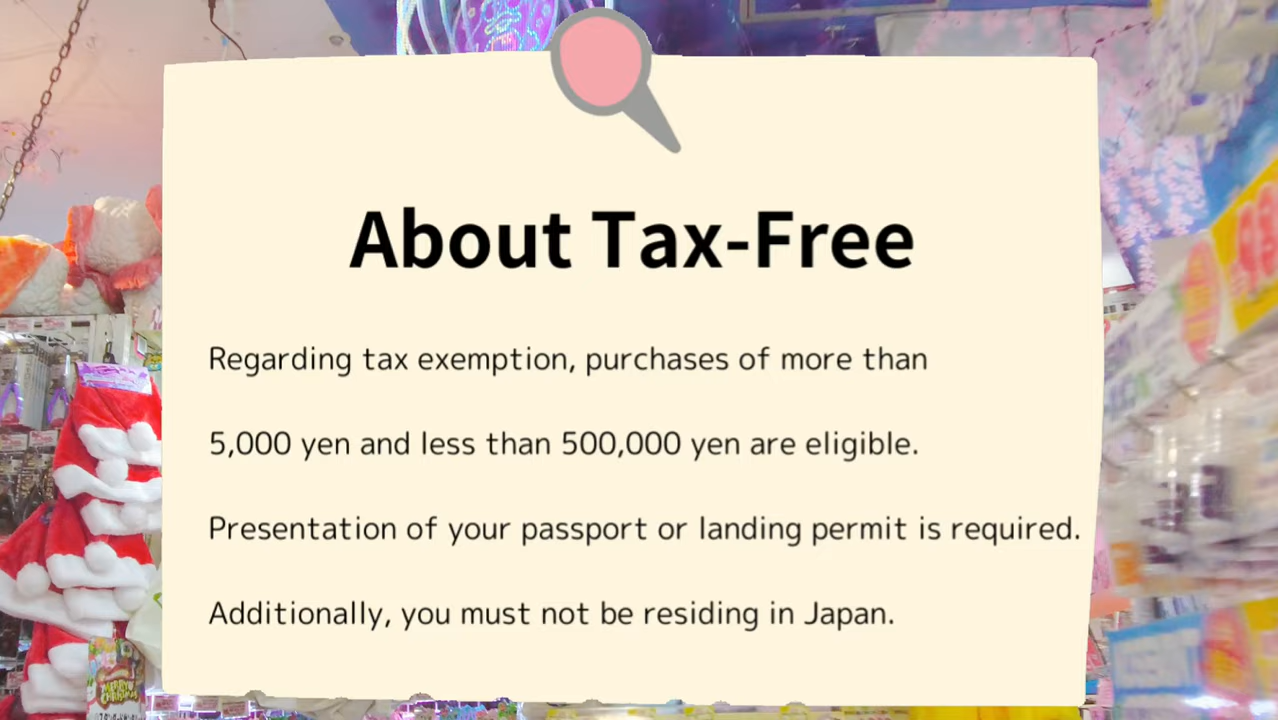 About Tax-Free
Regarding tax exemption, purchases of more than
5,000 yen and less than 500,000 yen are eligible.
Presentation of your passport or landing permit is required.
Additionally, you must not be residing in Japan.
MERRY
CHRISTMAS